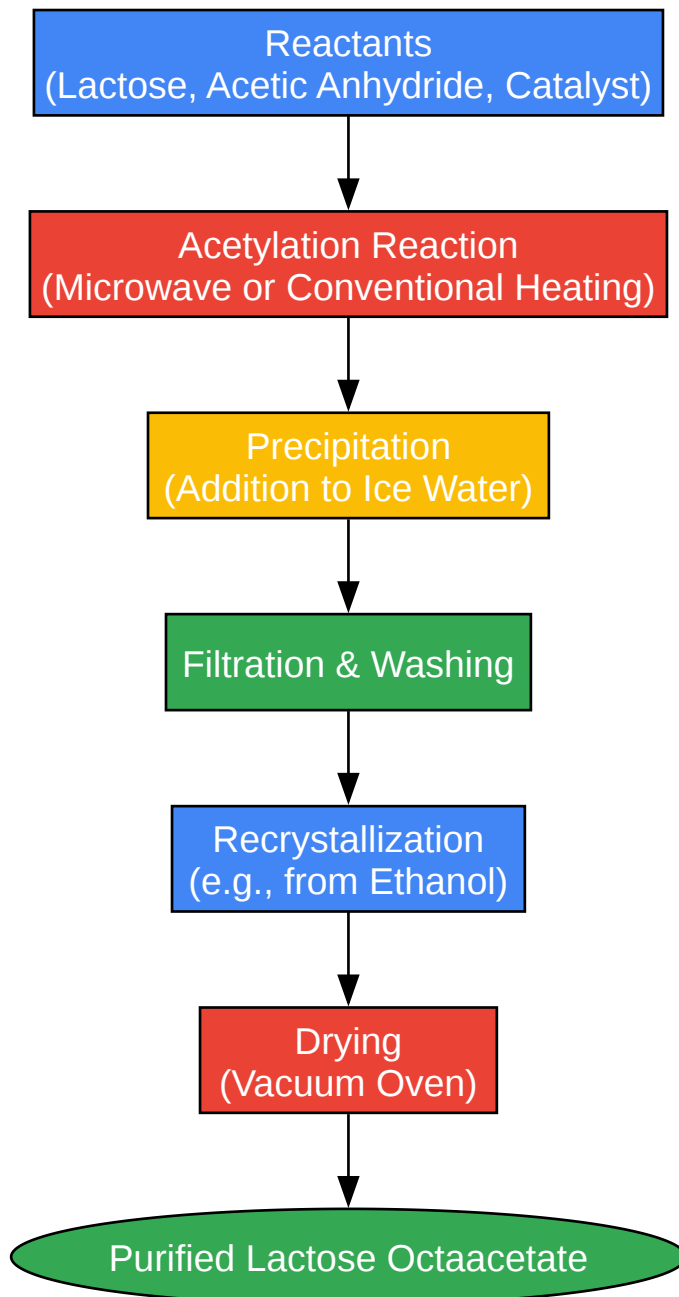 Reactants
(Lactose, Acetic Anhydride, Catalyst)
Acetylation Reaction
(Microwave or Conventional Heating)
Precipitation
(Addition to Ice Water)
Filtration & Washing
Recrystallization
(e.g., from Ethanol)
Drying
(Vacuum Oven)
Purified Lactose Octaacetate